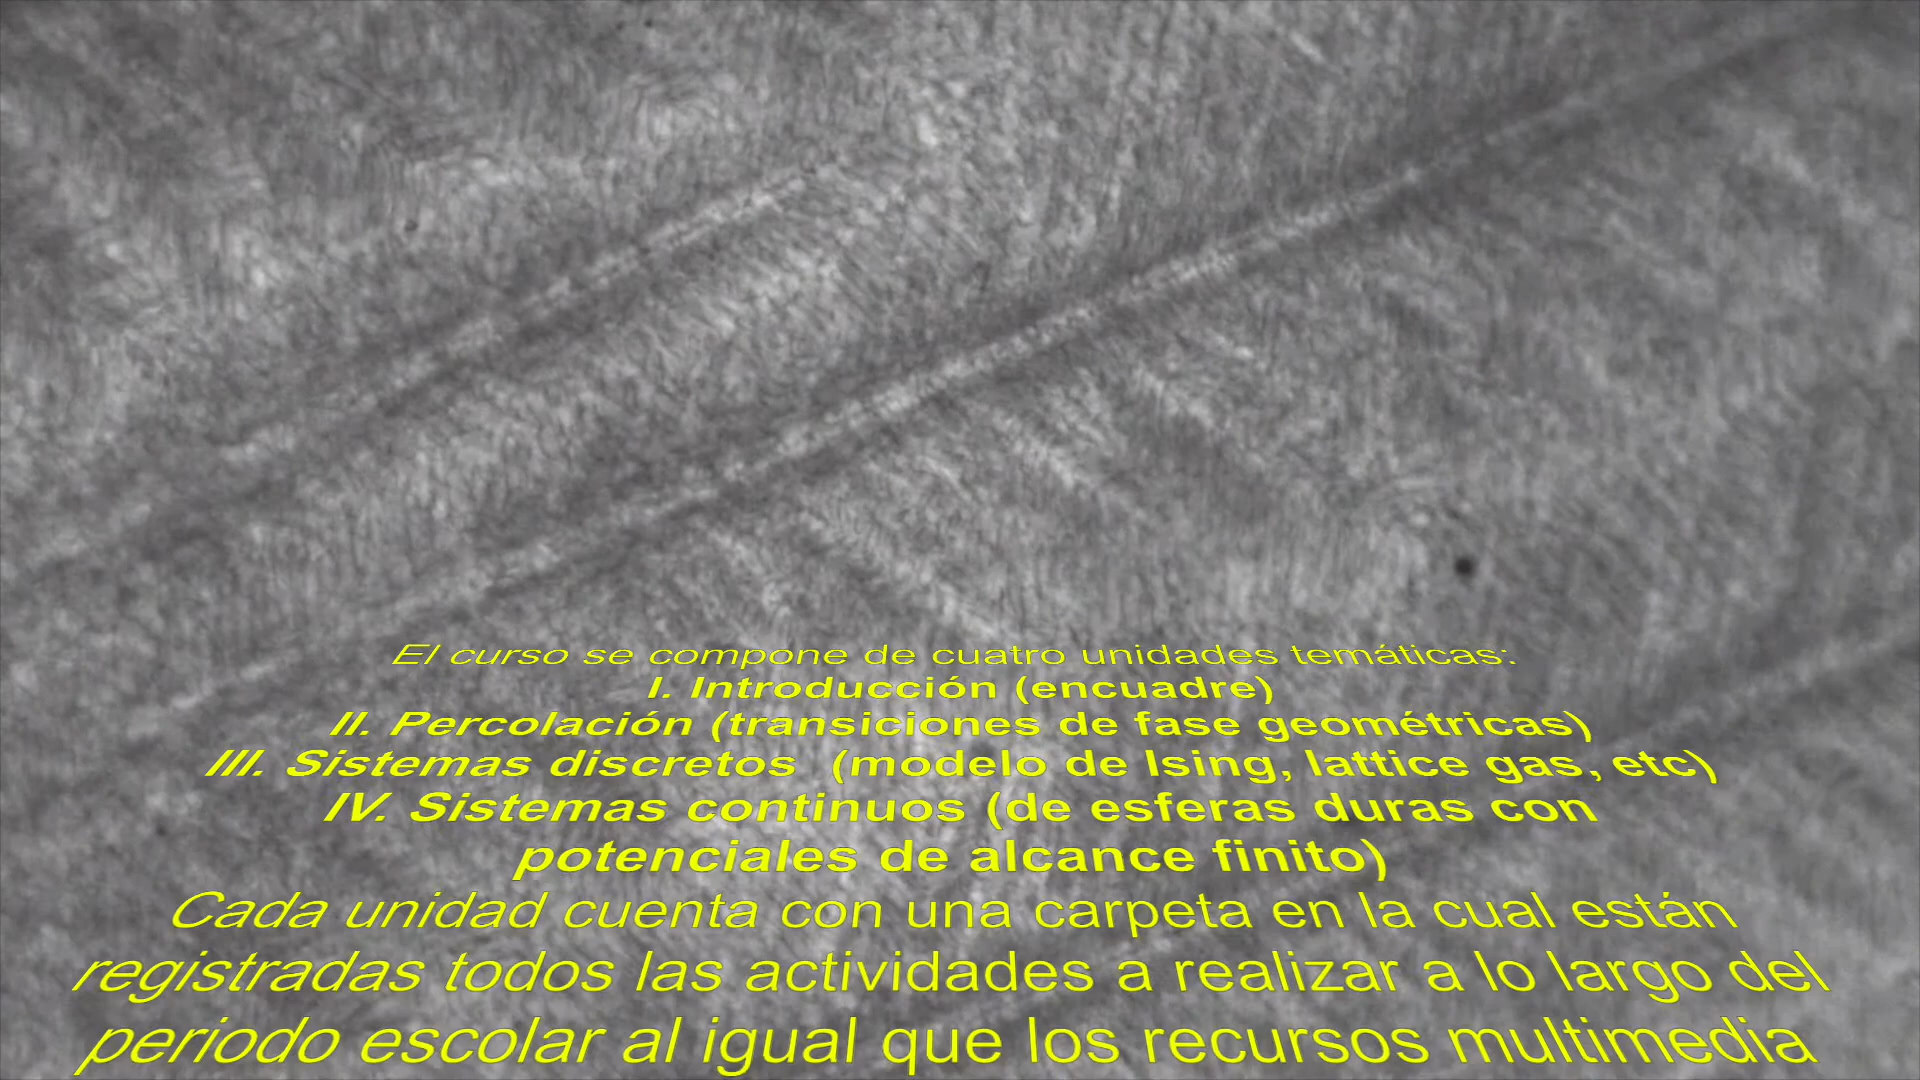 El curso se compone de cuatro unidades temáticas:
I. Introducción (encuadre)
II. Percolación (transiciones de fase geométricas)
III. Sistemas discretos (modelo de Ising, lattice gas, etc)
IV. Sistemas continuos (de esferas duras con
potenciales de alcance finito)
Cada unidad cuenta con una carpeta en la cual están
registradas todos las actividades a realizar a lo largo del
periodo escolar al igual que los recursos multimedia